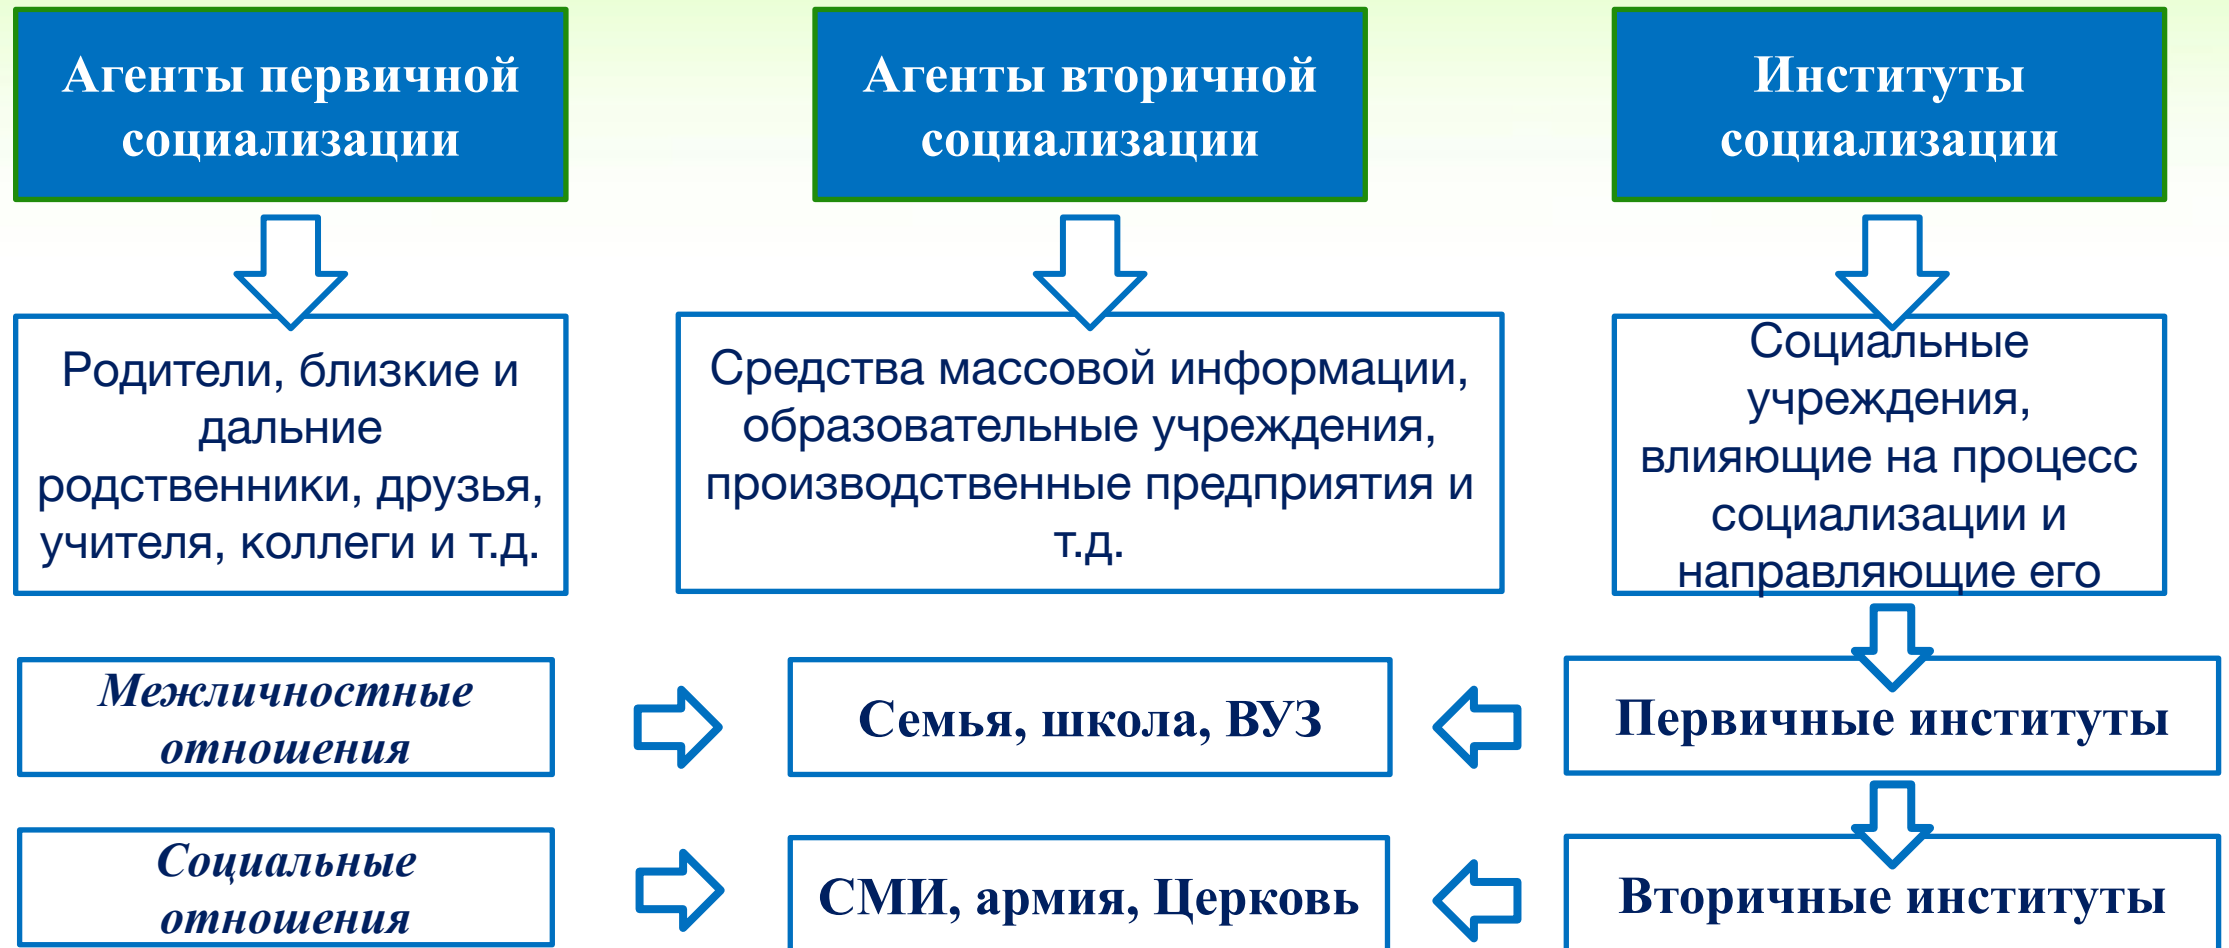 Агенты первичной
социализации
Агенты вторичной
социализации
Институты
социализации
Родители, близкие и
дальние
родственники, друзья,
учителя, коллеги и т.д.
Средства массовой информации,
образовательные учреждения,
производственные предприятия и
т.д.
Социальные
учреждения,
влияющие на процесс
социализации и
направляющие его
Межличностные
отношения
Семья, школа, ВУЗ
Первичные институты
Социальные
отношения
СМИ, армия, Церковь
Вторичные институты